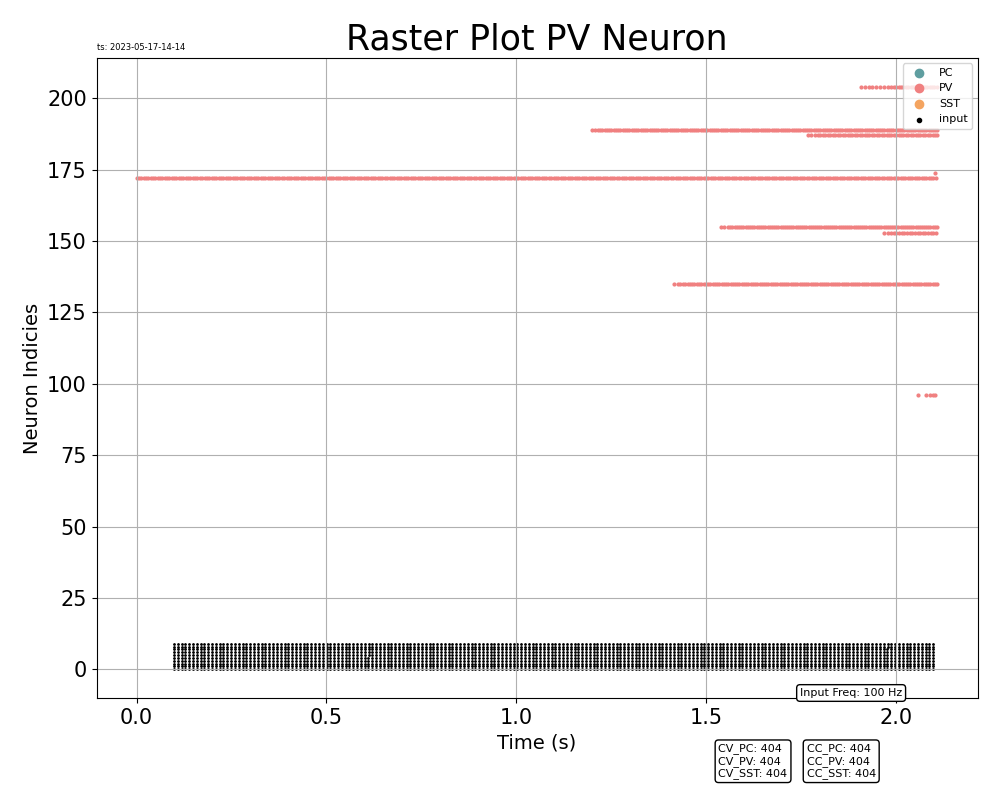 Raster Plot PV Neuron
ts: 2023-05-17-14-14
PC
PV
SST
input
200
175
150
125
100
75
50
25
0
Neuron Indicies
0.0 0.5 1.0 1.5 2.0
Input Freq: 100 Hz
Time (s)
CV_PC: 404
CV_PV: 404
CV_SST: 404
CC_PC: 404
CC_PV: 404
CC_SST: 404